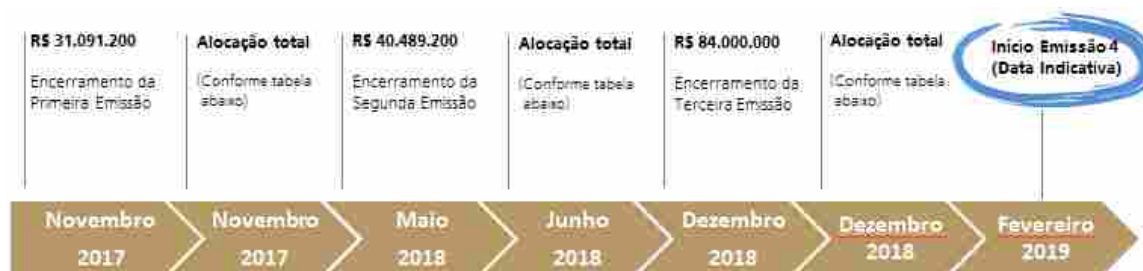 R$ 31.091.200
Encerramento da
Primeira Emissão
Alocação total
(Conforme tabela
abaixo)
R$ 40.489.200
Encerramento da
Segunda Emissão
Alocação total
(Conforme tabela
abaixo)
R$ 84.000.000
Encerramento da
Terceira Emissão
Alocação total
(Conforme tabela
abaixo)
Início Emissão 4
(Data Indicativa)
Novembro
2017
Novembro
2017
Maio
2018
Junho
2018
Dezembro
2018
Dezembro
2018
Fevereiro
2019